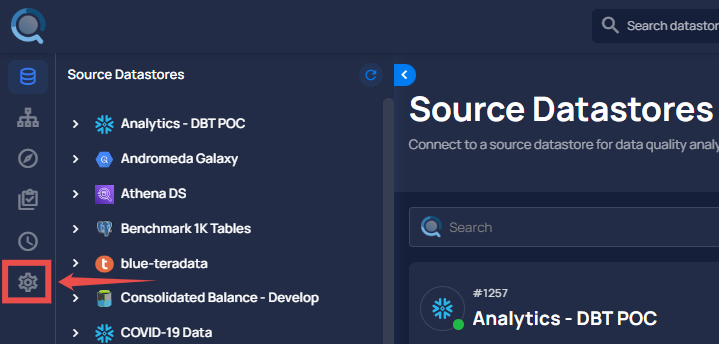 Search datastor
Source Datastores
Analytics - DBT POC
Andromeda Galaxy
Athena DS
Benchmark 1K Tables
blue-teradata
Consolidated Balance - Develop
COVID-19 Data
Source Datastores
Connect to a source datastore for data quality analy
Search
#1257
Analytics - DBT POC